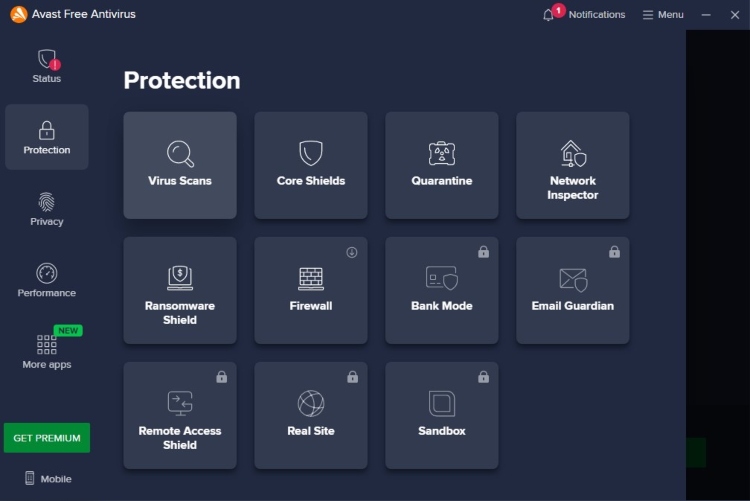 Avast Free Antivirus
1
Notifications
Menu
Status
Protection
Privacy
Performance
NEW
More apps
GET PREMIUM
Mobile
Protection
Virus Scans
Core Shields
Quarantine
Network
Inspector
Ransomware
Shield
Firewall
Bank Mode
Email Guardian
Remote Access
Shield
Real Site
Sandbox